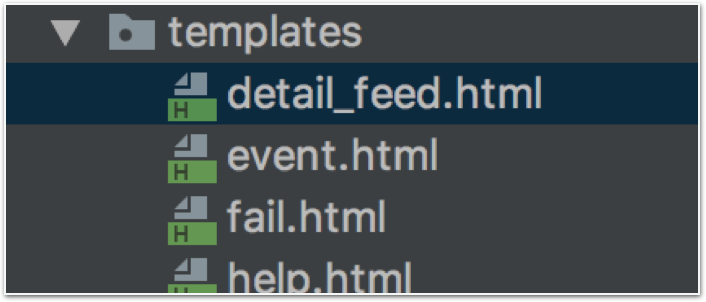 templates
H detail_feed.html
H event.html
H fail.html
H help.html